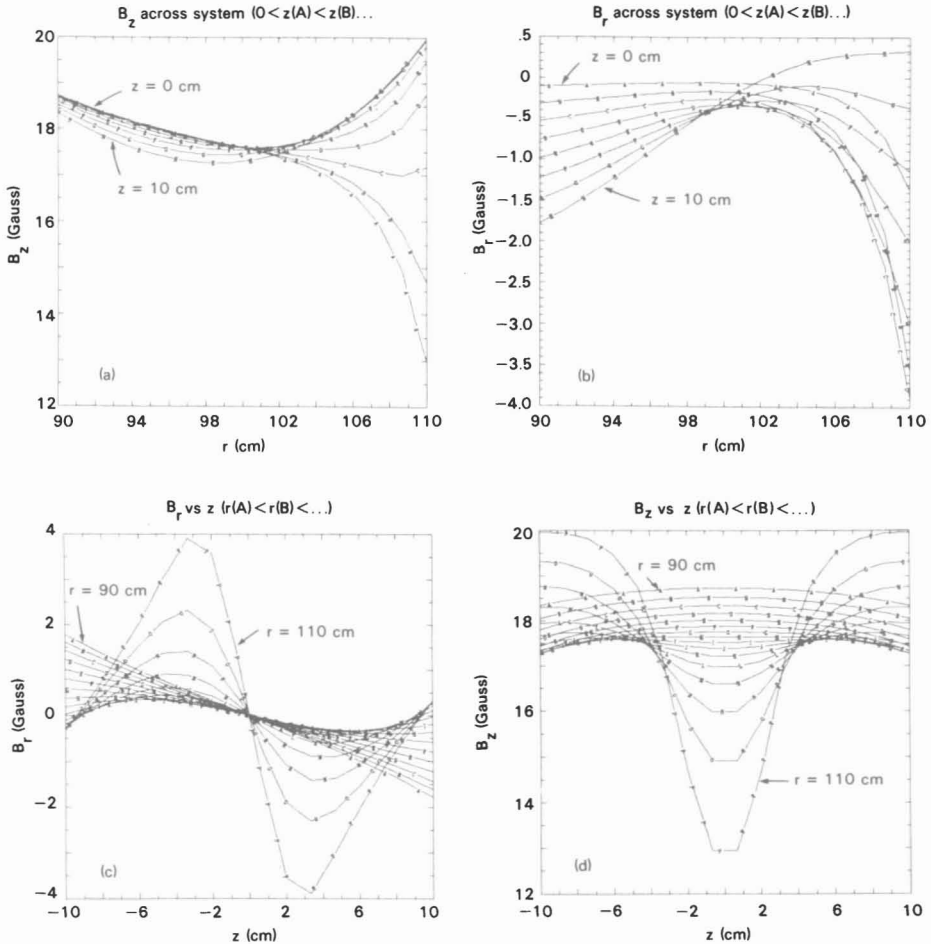 B_z across system (0<z(A)<z(B)...
20
18
16
14
12
B_z (Gauss)
z = 0 cm
z = 10 cm
(a)
90 94 98 102 106 110
r (cm)
B_r across system (0<z(A)<z(B)...)
.5
0
−.5
−1.0
−1.5
−2.0
−2.5
−3.0
−3.5
−4.0
B_r (Gauss)
z = 0 cm
z = 10 cm
(b)
90 94 98 102 106 110
r (cm)
B_r vs z (r(A)<r(B)<...)
4
2
0
−2
−4
B_r (Gauss)
r = 90 cm
r = 110 cm
(c)
−10 −6 −2 2 6 10
z (cm)
B_z vs z (r(A)<r(B)<...)
20
18
16
14
13
12
B_z (Gauss)
r = 90 cm
r = 110 cm
(d)
−10 −6 −2 2 6 10
z (cm)